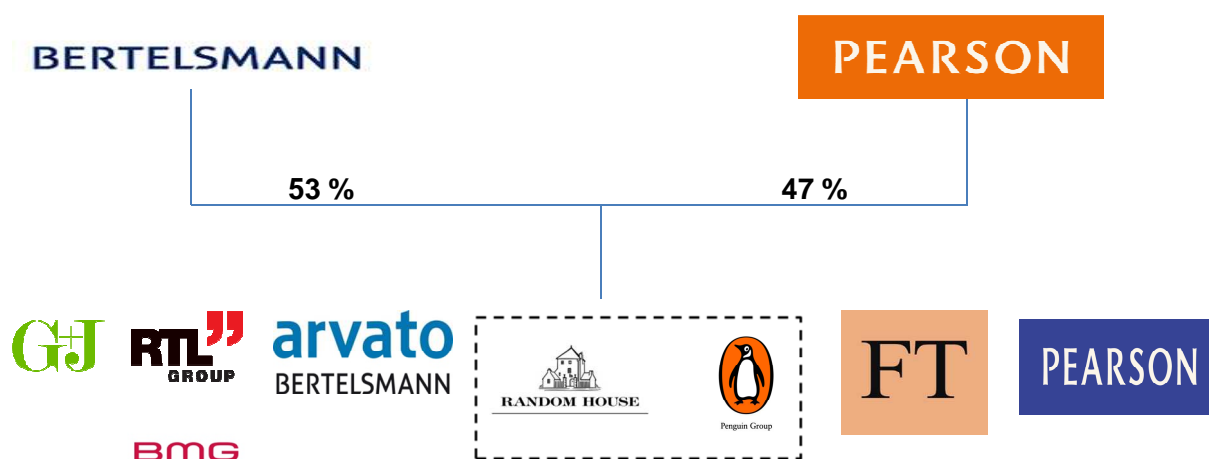 BERTELSMANN
PEARSON
53 %
47 %
G+J
RTL
GROUP
arvato
BERTELSMANN
RANDOM HOUSE
Penguin Group
FT
PEARSON
BMG